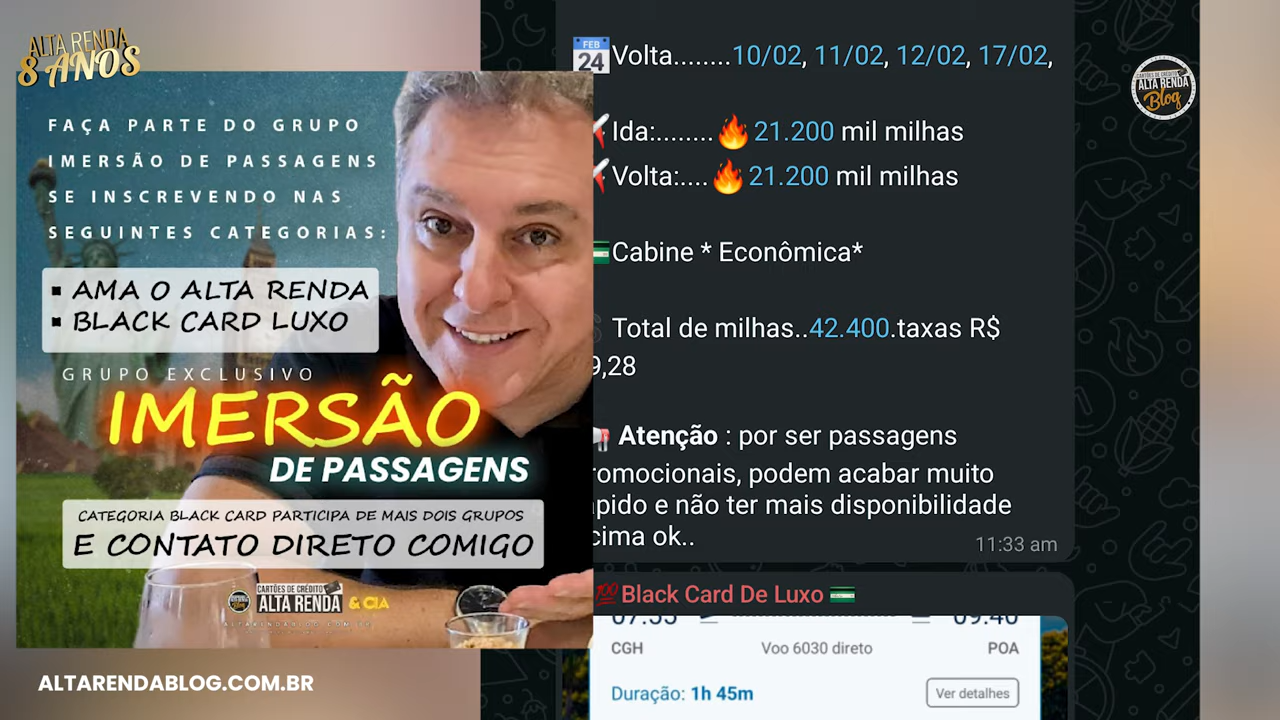 ALTA RENDA
8 ANOS
FAÇA PARTE DO GRUPO
IMERSÃO DE PASSAGENS
SE INSCREVENDO NAS
SEGUINTES CATEGORIAS:
▪ AMA O ALTA RENDA
▪ BLACK CARD LUXO
GRUPO EXCLUSIVO
IMERSÃO
DE PASSAGENS
CATEGORIA BLACK CARD PARTICIPA DE MAIS DOIS GRUPOS
E CONTATO DIRETO COMIGO
CARTÕES DE CRÉDITO
ALTA RENDA & CIA
ALTARENDABLOG.COM.BR
FEB
24
Volta........10/02, 11/02, 12/02, 17/02,
Ida:.......🔥21.200 mil milhas
Volta:....🔥21.200 mil milhas
Cabine * Econômica*
Total de milhas..42.400.taxas R$
9,28
Atenção : por ser passagens
romocionais, podem acabar muito
pido e não ter mais disponibilidade
cima ok..
11:33 am
💯Black Card De Luxo
07:55
09:40
CGH
Voo 6030 direto
POA
Duração: 1h 45m
Ver detalhes
CARTÕES DE CRÉDITO
ALTA RENDA
Blog